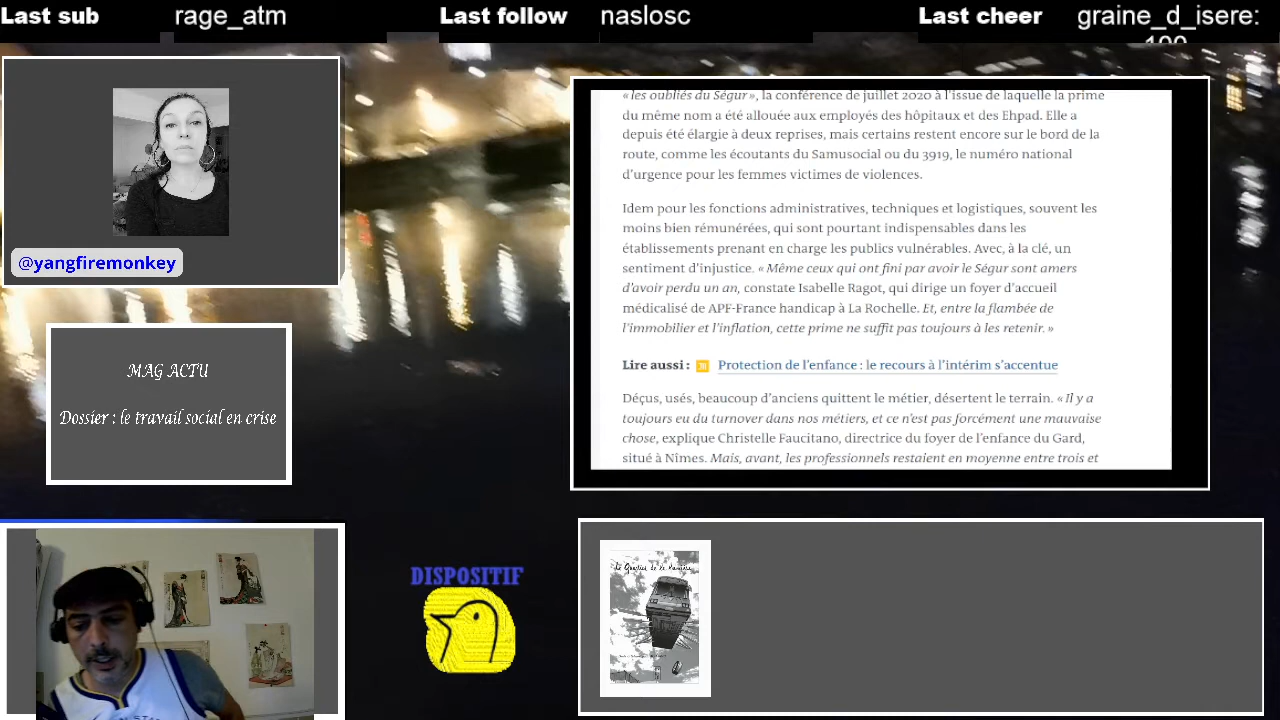 Last sub
rage_atm
Last follow
naslosc
Last cheer
graine_d_isere:
100
@yangfiremonkey
MAG ACTU
Dossier : le travail social en crise
« les oubliés du Ségur », la conférence de juillet 2020 à l'issue de laquelle la prime
du même nom a été allouée aux employés des hôpitaux et des Ehpad. Elle a
depuis été élargie à deux reprises, mais certains restent encore sur le bord de la
route, comme les écoutants du Samusocial ou du 3919, le numéro national
d'urgence pour les femmes victimes de violences.
Idem pour les fonctions administratives, techniques et logistiques, souvent les
moins bien rémunérées, qui sont pourtant indispensables dans les
établissements prenant en charge les publics vulnérables. Avec, à la clé, un
sentiment d'injustice. « Même ceux qui ont fini par avoir le Ségur sont amers
d'avoir perdu un an, constate Isabelle Ragot, qui dirige un foyer d'accueil
médicalisé de APF-France handicap à La Rochelle. Et, entre la flambée de
l'immobilier et l'inflation, cette prime ne suffit pas toujours à les retenir. »
Lire aussi : Protection de l'enfance : le recours à l'intérim s'accentue
Déçus, usés, beaucoup d'anciens quittent le métier, désertent le terrain. « Il y a
toujours eu du turnover dans nos métiers, et ce n'est pas forcément une mauvaise
chose, explique Christelle Faucitano, directrice du foyer de l'enfance du Gard,
situé à Nîmes. Mais, avant, les professionnels restaient en moyenne entre trois et
DISPOSITIF